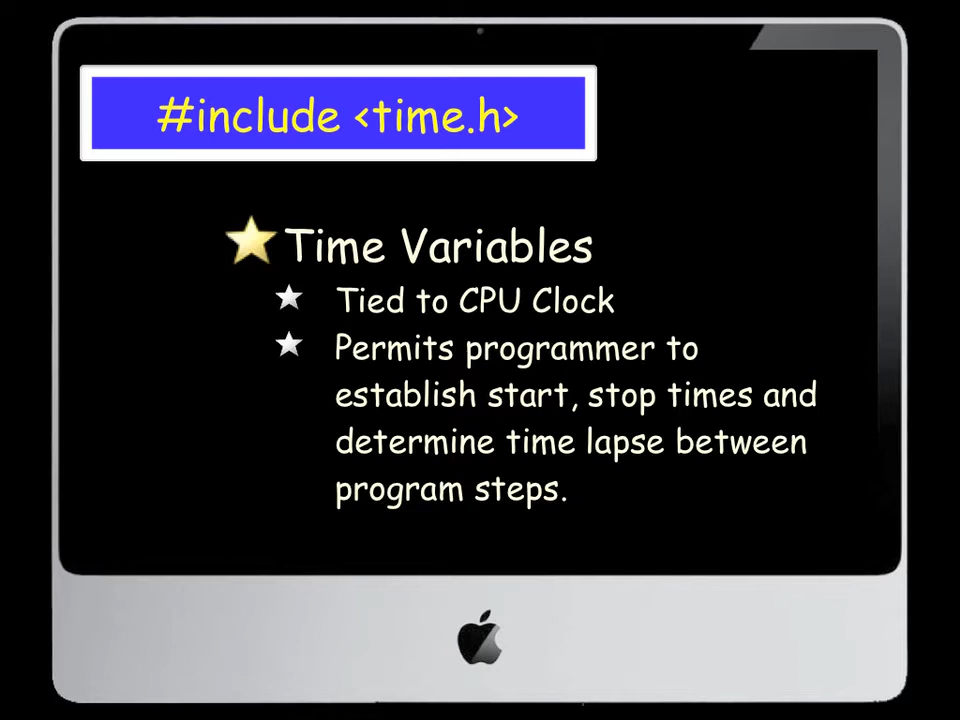 #include <time.h>
Time Variables
Tied to CPU Clock
Permits programmer to
establish start, stop times and
determine time lapse between
program steps.